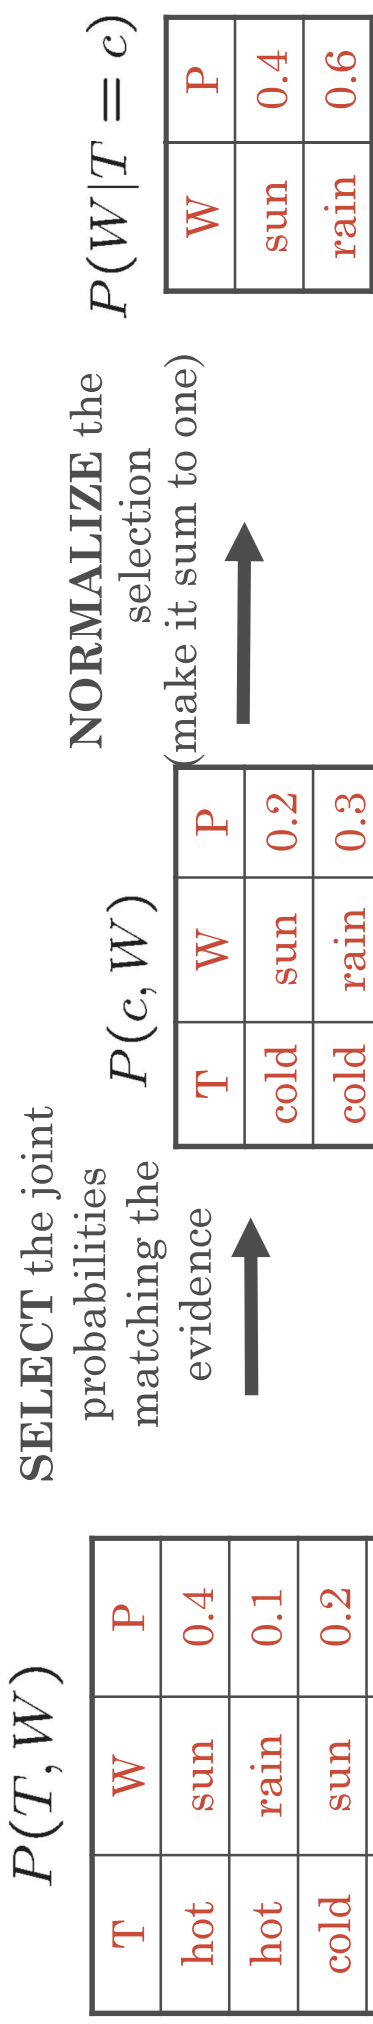 P(T, W)
T W P
hot sun 0.4
hot rain 0.1
cold sun 0.2
SELECT the joint
probabilities
matching the
evidence
P(c, W)
T W P
cold sun 0.2
cold rain 0.3
NORMALIZE the
selection
(make it sum to one)
P(W|T = c)
W P
sun 0.4
rain 0.6